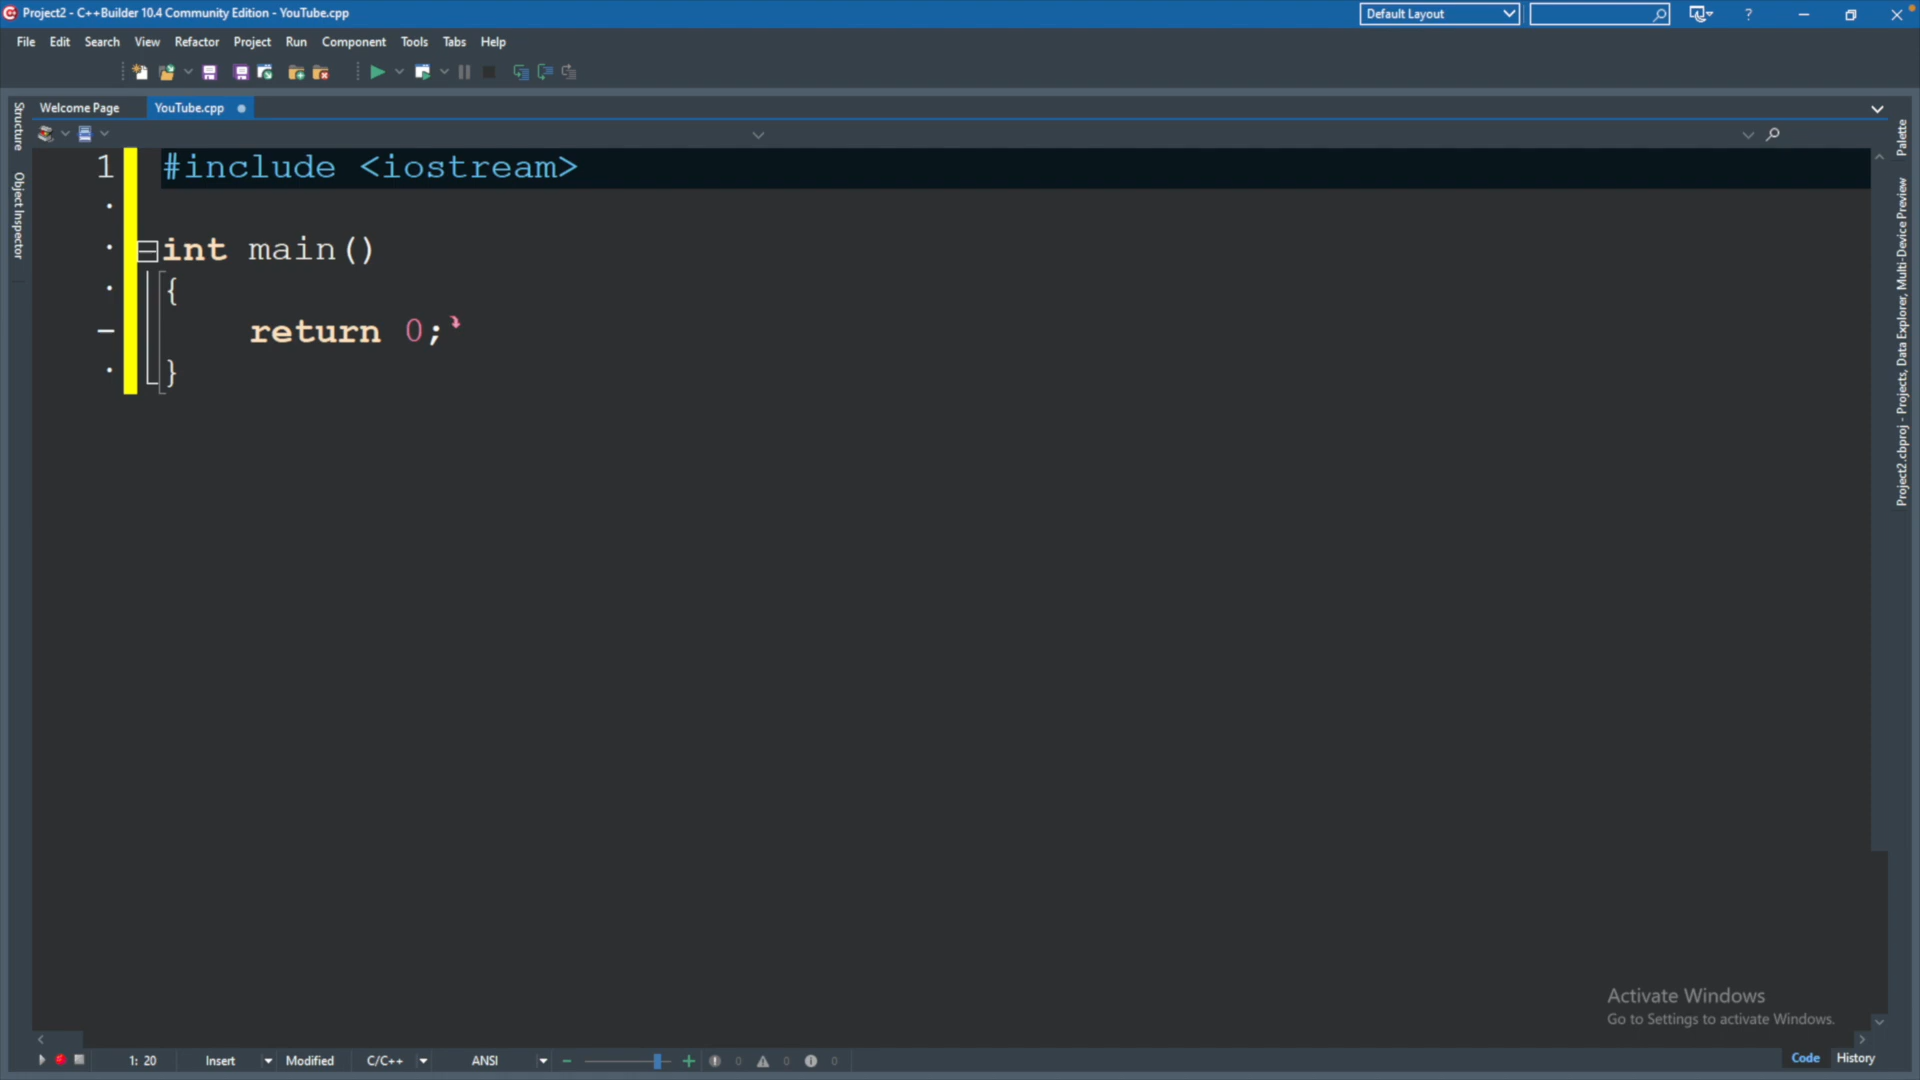 Project2 - C++Builder 10.4 Community Edition - YouTube.cpp
Default Layout
?
File Edit Search View Refactor Project Run Component Tools Tabs Help
Structure
Object Inspector
Welcome Page
YouTube.cpp
1 #include <iostream>
int main()
{
return 0;
}
Palette
Project2.cbproj - Projects, Data Explorer, Multi-Device Preview
Activate Windows
Go to Settings to activate Windows.
1: 20 Insert Modified C/C++ ANSI 0 0 0
Code History